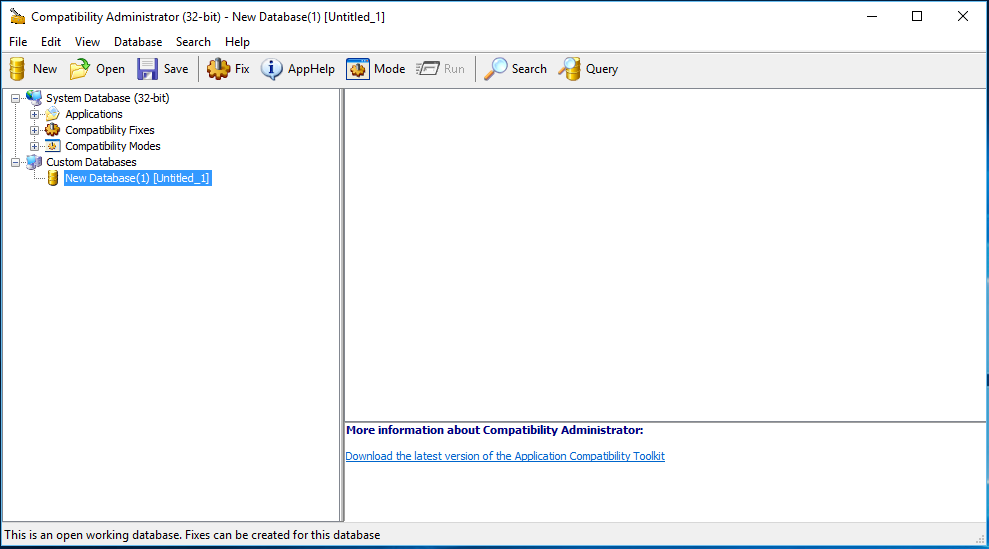 Compatibility Administrator (32-bit) - New Database(1) [Untitled_1]
File Edit View Database Search Help
New Open Save Fix AppHelp Mode Run Search Query
System Database (32-bit)
Applications
Compatibility Fixes
Compatibility Modes
Custom Databases
New Database(1) [Untitled_1]
More information about Compatibility Administrator:
Download the latest version of the Application Compatibility Toolkit
This is an open working database. Fixes can be created for this database